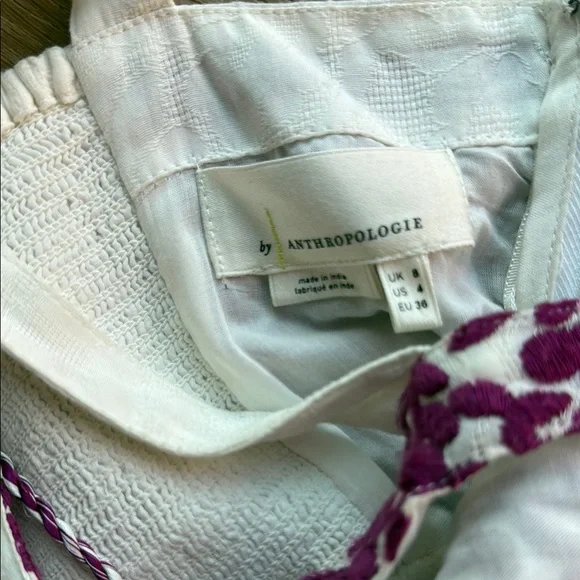 by ANTHROPOLOGIE
made in India
fabriqué en Inde
UK 8
US 4
EU 36